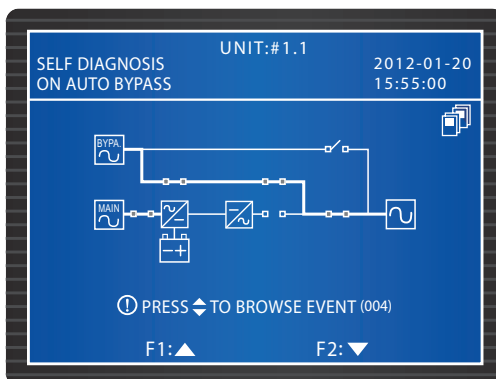 UNIT:#1.1
SELF DIAGNOSIS
2012-01-20
ON AUTO BYPASS
15:55:00
BYPA.
MAIN
PRESS TO BROWSE EVENT (004)
F1:
F2: